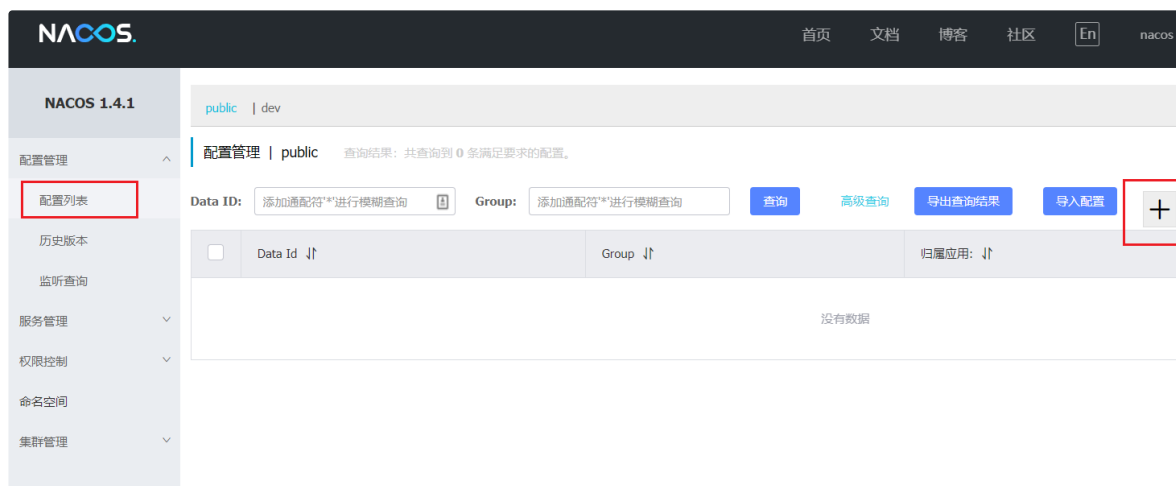 NACOS. 首页 文档 博客 社区 En nacos
NACOS 1.4.1
public | dev
配置管理 | public 查询结果：共查询到 0 条满足要求的配置。
配置管理
配置列表
历史版本
监听查询
服务管理
权限控制
命名空间
集群管理
Data ID: 添加通配符'*'进行模糊查询 Group: 添加通配符'*'进行模糊查询 查询 高级查询 导出查询结果 导入配置 +
Data Id Group 归属应用:
没有数据